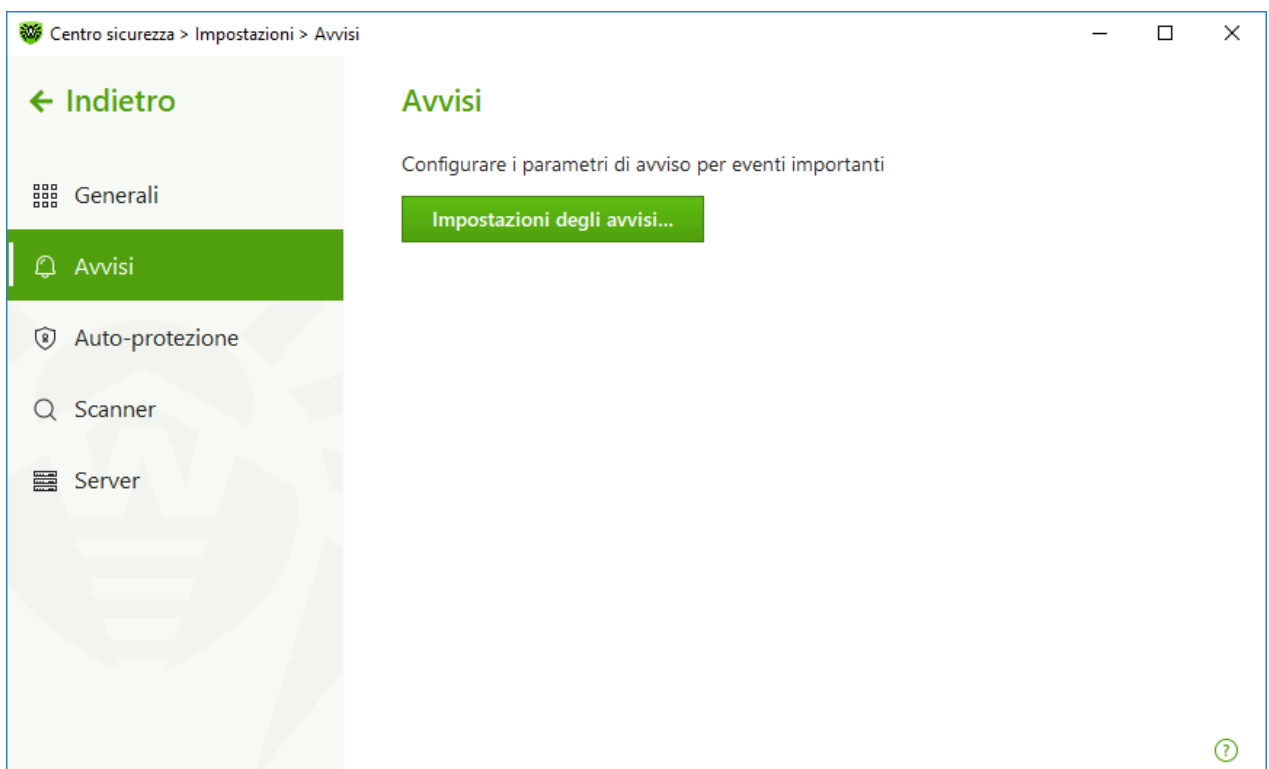 Centro sicurezza > Impostazioni > Avvisi
Indietro
Generali
Avvisi
Auto-protezione
Scanner
Server
Avvisi
Configurare i parametri di avviso per eventi importanti
Impostazioni degli avvisi...
?